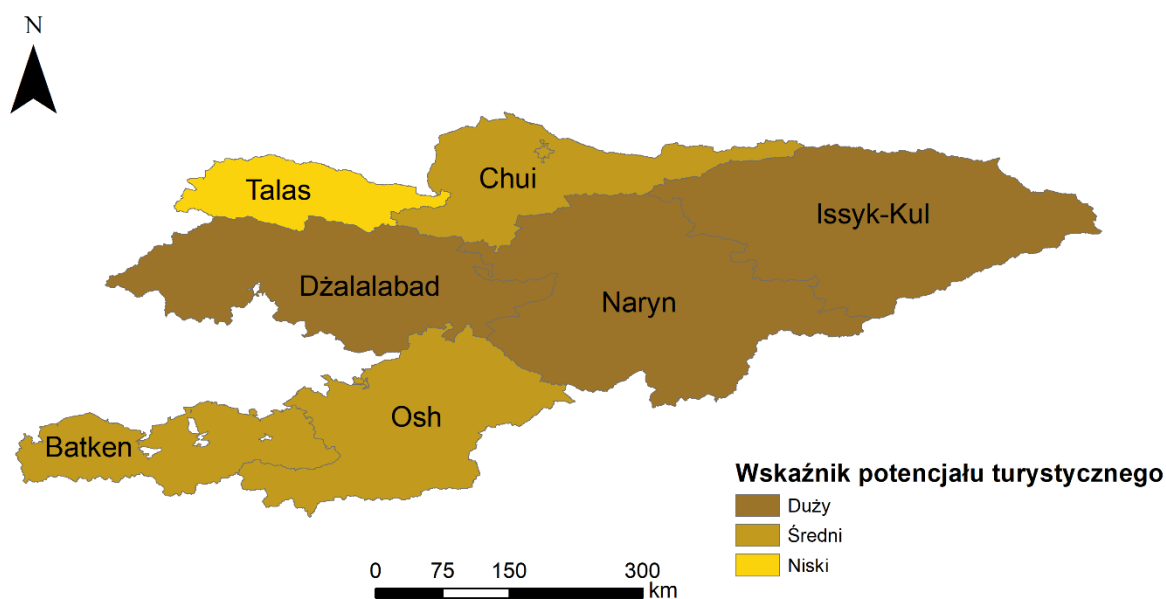 N
Talas
Chui
Issyk-Kul
Dżalalabad
Naryn
Osh
Batken
Wskaźnik potencjału turystycznego
Duży
Średni
Niski
0 75 150 300
km